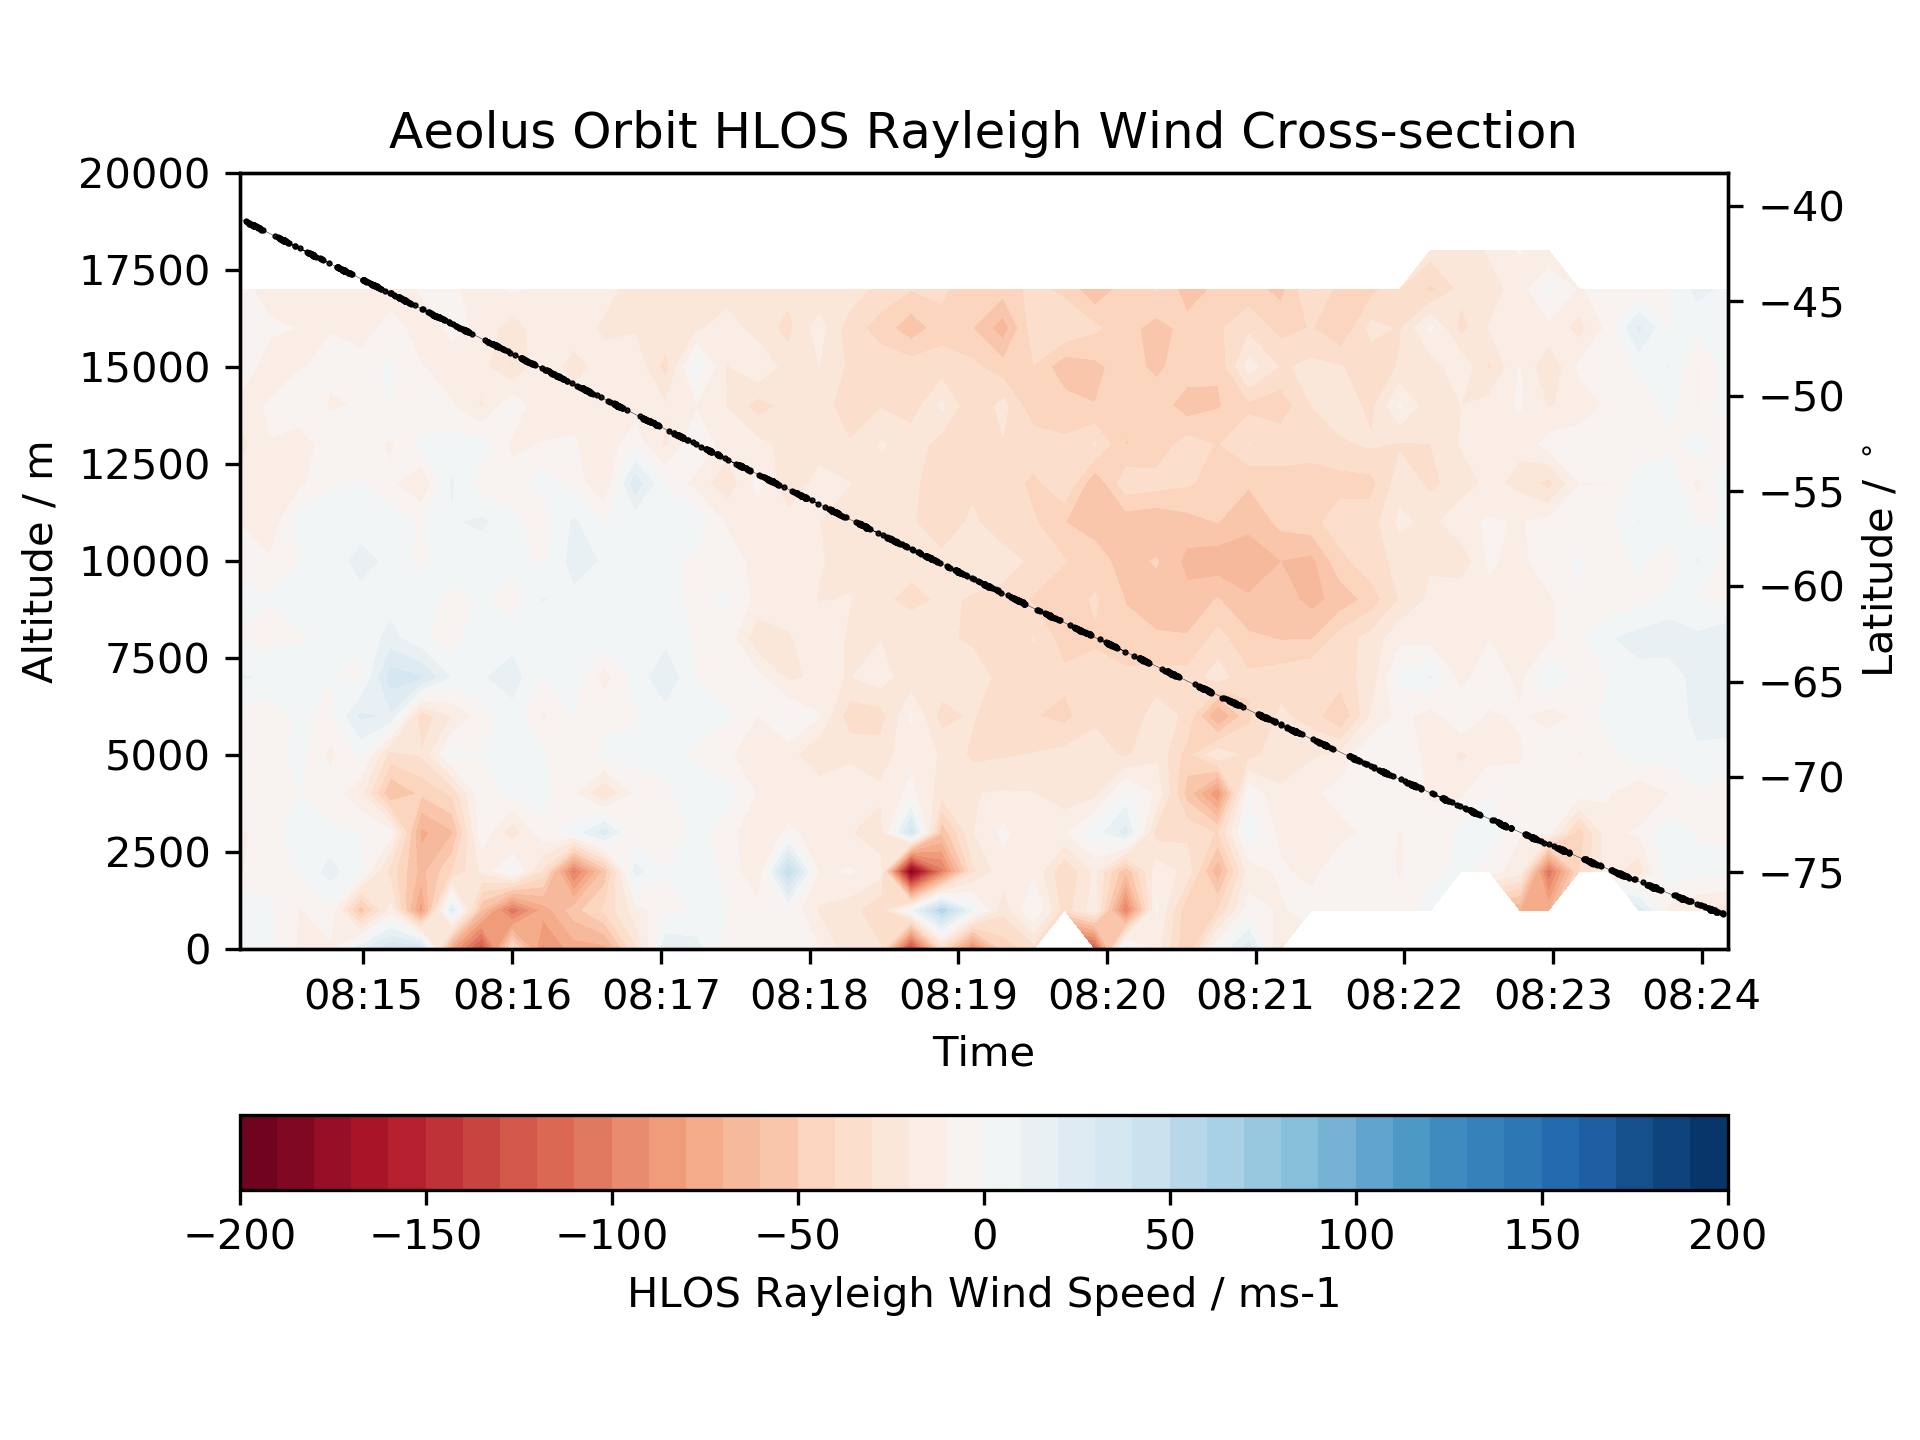 Aeolus Orbit HLOS Rayleigh Wind Cross-section
20000
17500
15000
12500
10000
7500
5000
2500
0
Altitude / m
−40
−45
−50
−55
−60
−65
−70
−75
Latitude / °
08:15 08:16 08:17 08:18 08:19 08:20 08:21 08:22 08:23 08:24
Time
−200 −150 −100 −50 0 50 100 150 200
HLOS Rayleigh Wind Speed / ms-1